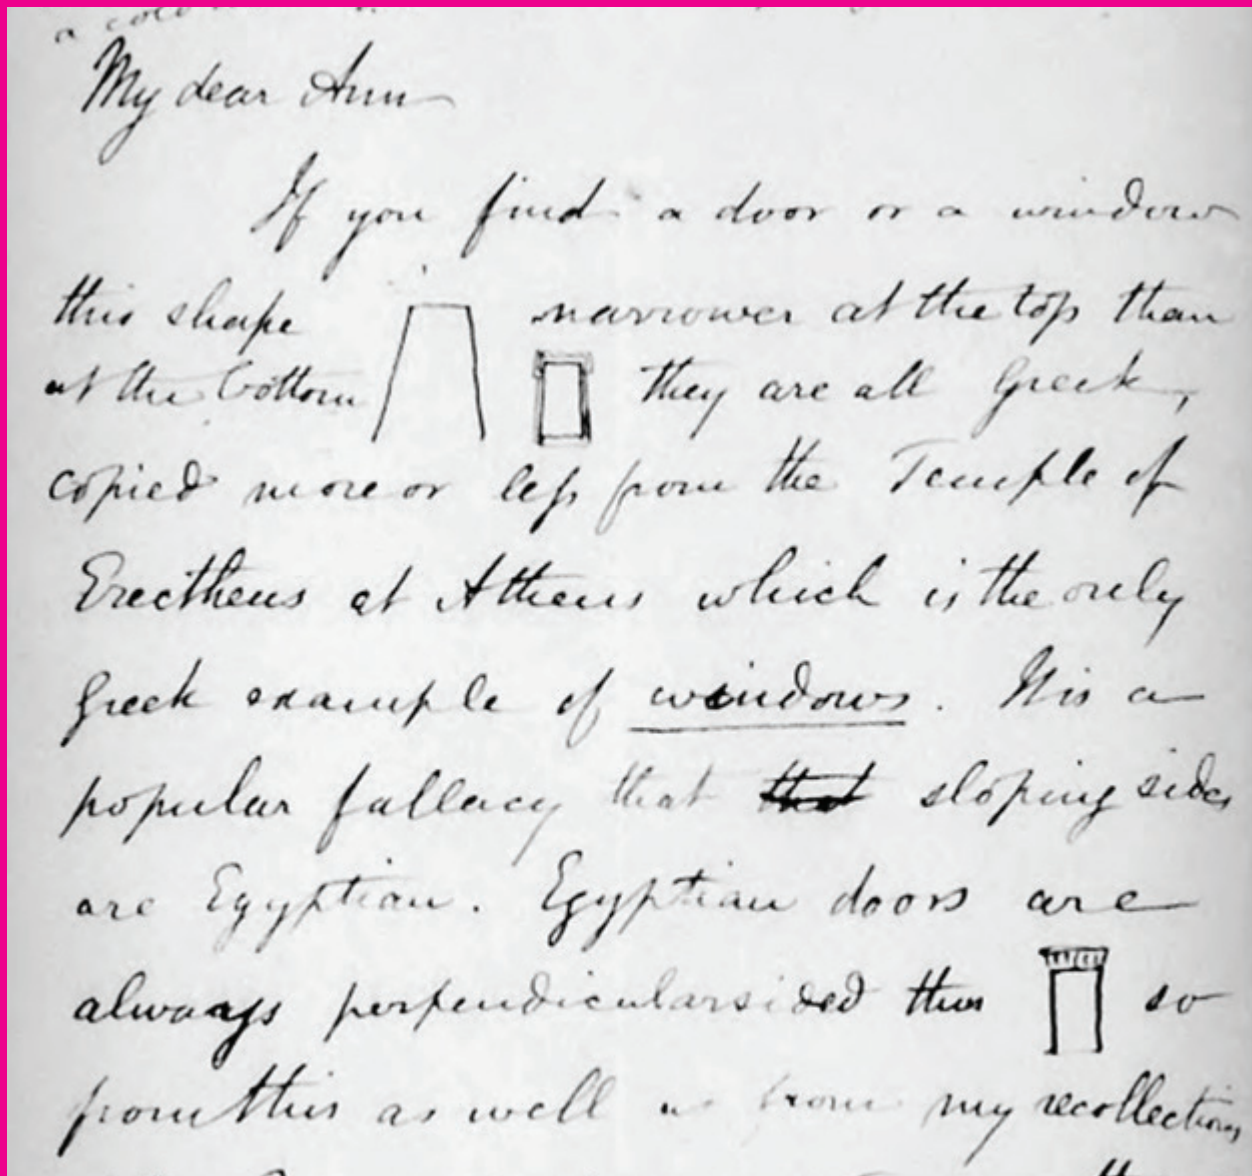 a
My dear Ann
If you find a door or a window
this shape narrower at the top than
at the bottom they are all Greek,
copied more or less from the Temple of
Erectheus at Athens which is the only
Greek example of windows. It is a
popular fallacy that that sloping sides
are Egyptian. Egyptian doors are
always perpendicularsided thus so
from this as well as from my recollections